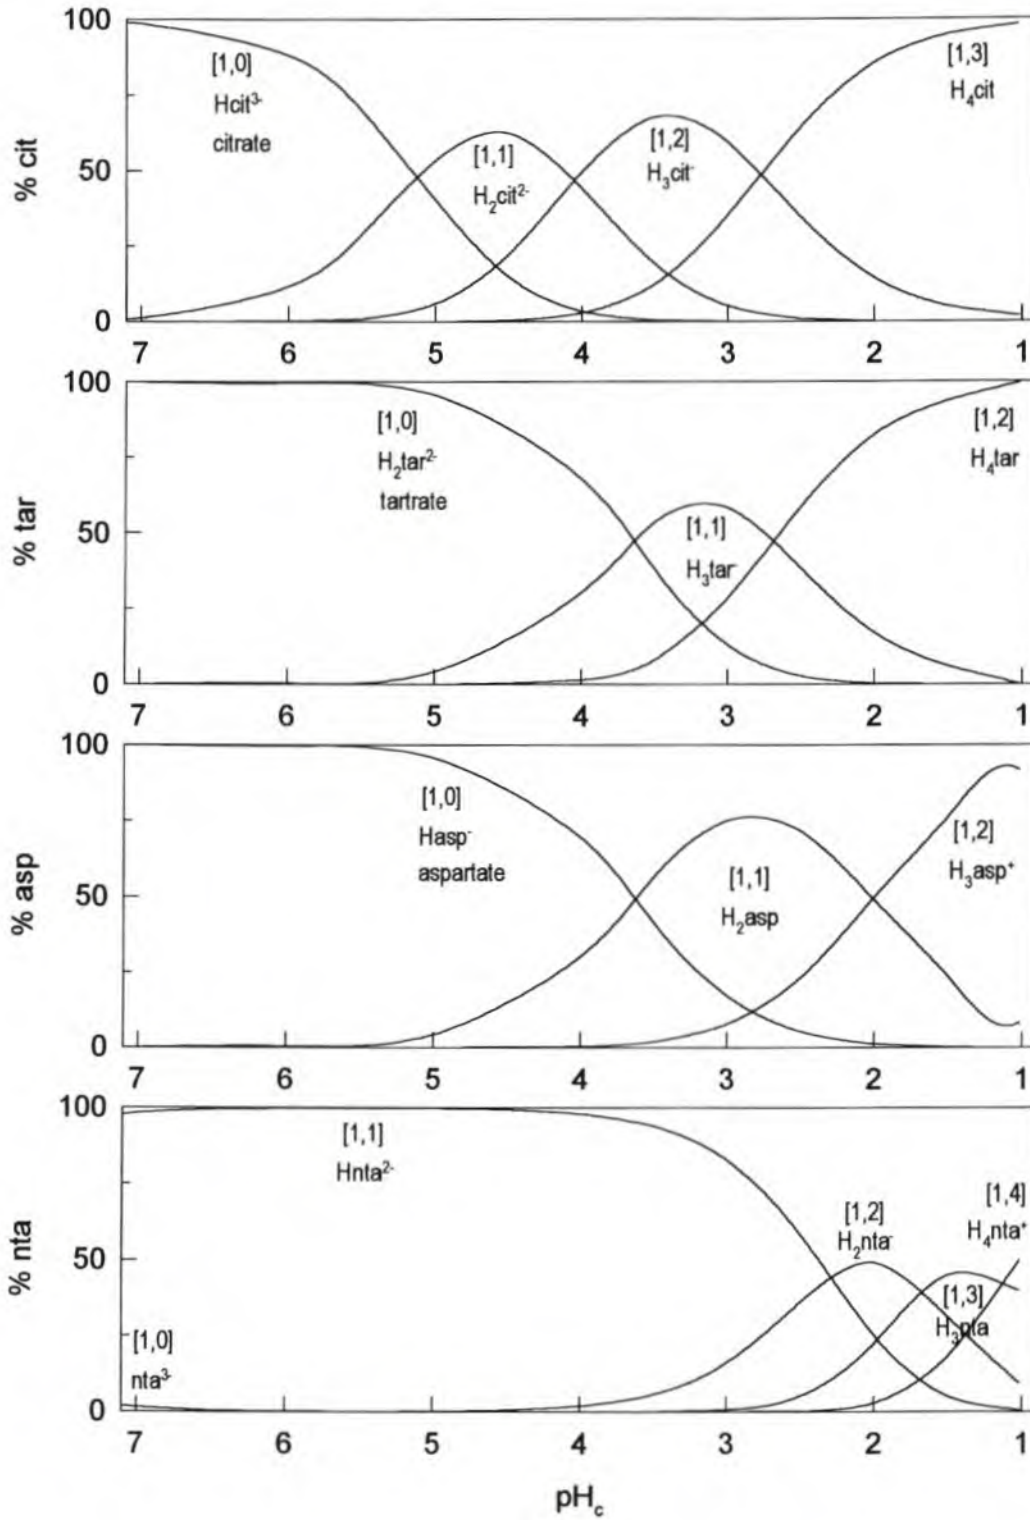 100
[1,0]
Hcit³⁻
citrate
[1,1]
H₂cit²⁻
[1,2]
H₃cit⁻
[1,3]
H₄cit
% cit
50
0
7 6 5 4 3 2 1
100
[1,0]
H₂tar²⁻
tartrate
[1,1]
H₃tar⁻
[1,2]
H₄tar
% tar
50
0
7 6 5 4 3 2 1
100
[1,0]
Hasp⁻
aspartate
[1,1]
H₂asp
[1,2]
H₃asp⁺
% asp
50
0
7 6 5 4 3 2 1
100
[1,1]
Hnta²⁻
[1,2]
H₂nta⁻
[1,4]
H₄nta⁺
[1,3]
H₃nta
[1,0]
nta³⁻
% nta
50
0
7 6 5 4 3 2 1
pH꜀